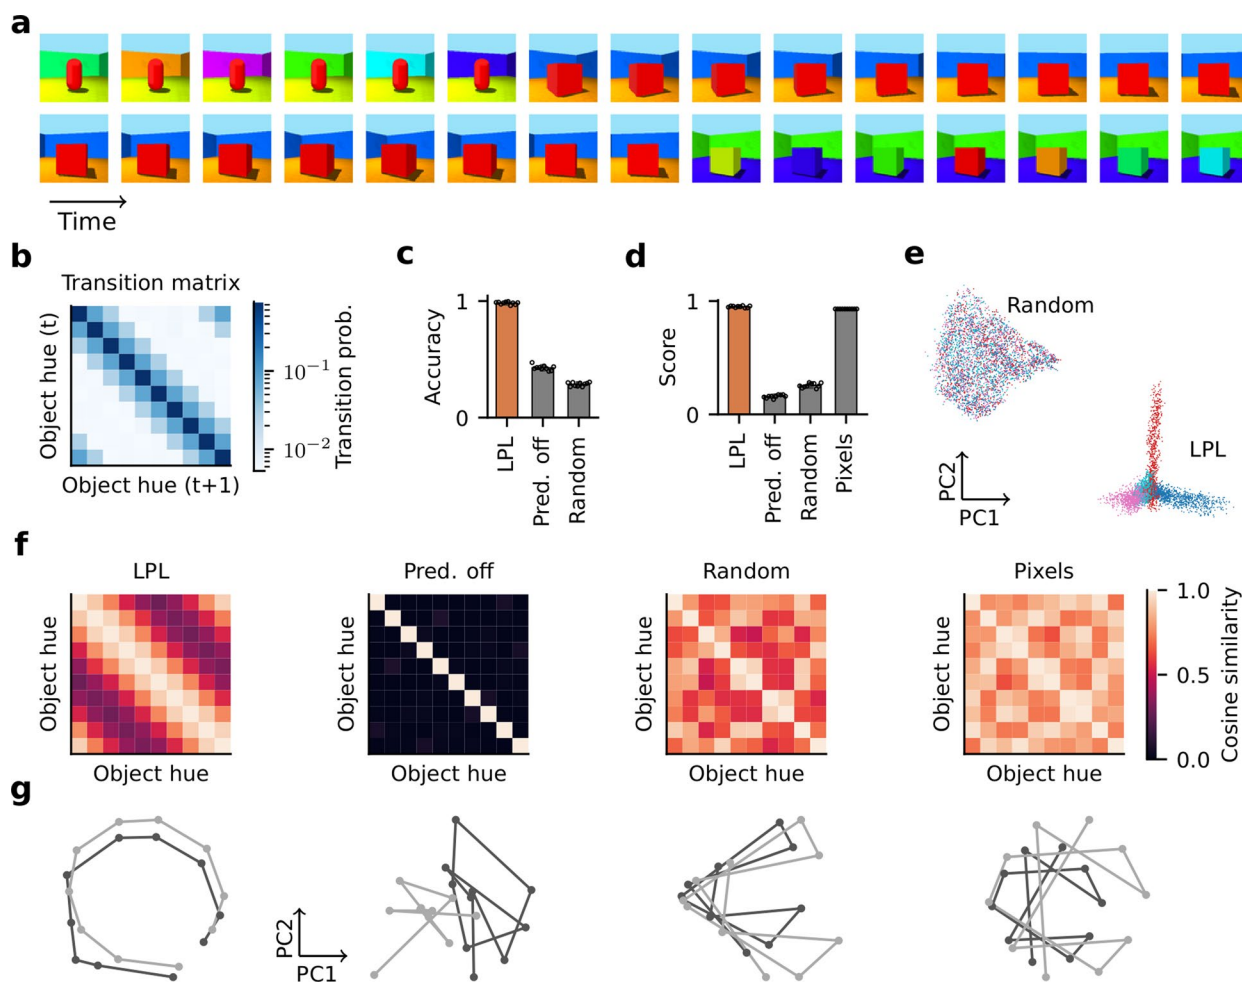 a
Time
b
Transition matrix
Object hue (t)
Object hue (t+1)
10⁻¹
10⁻²
Transition prob.
c
Accuracy
1
0
LPL
Pred. off
Random
d
Score
1
0
LPL
Pred. off
Random
Pixels
e
Random
LPL
PC2
PC1
f
LPL
Object hue
Object hue
Pred. off
Object hue
Object hue
Random
Object hue
Object hue
Pixels
Object hue
Object hue
1.0
0.5
0.0
Cosine similarity
g
PC2
PC1